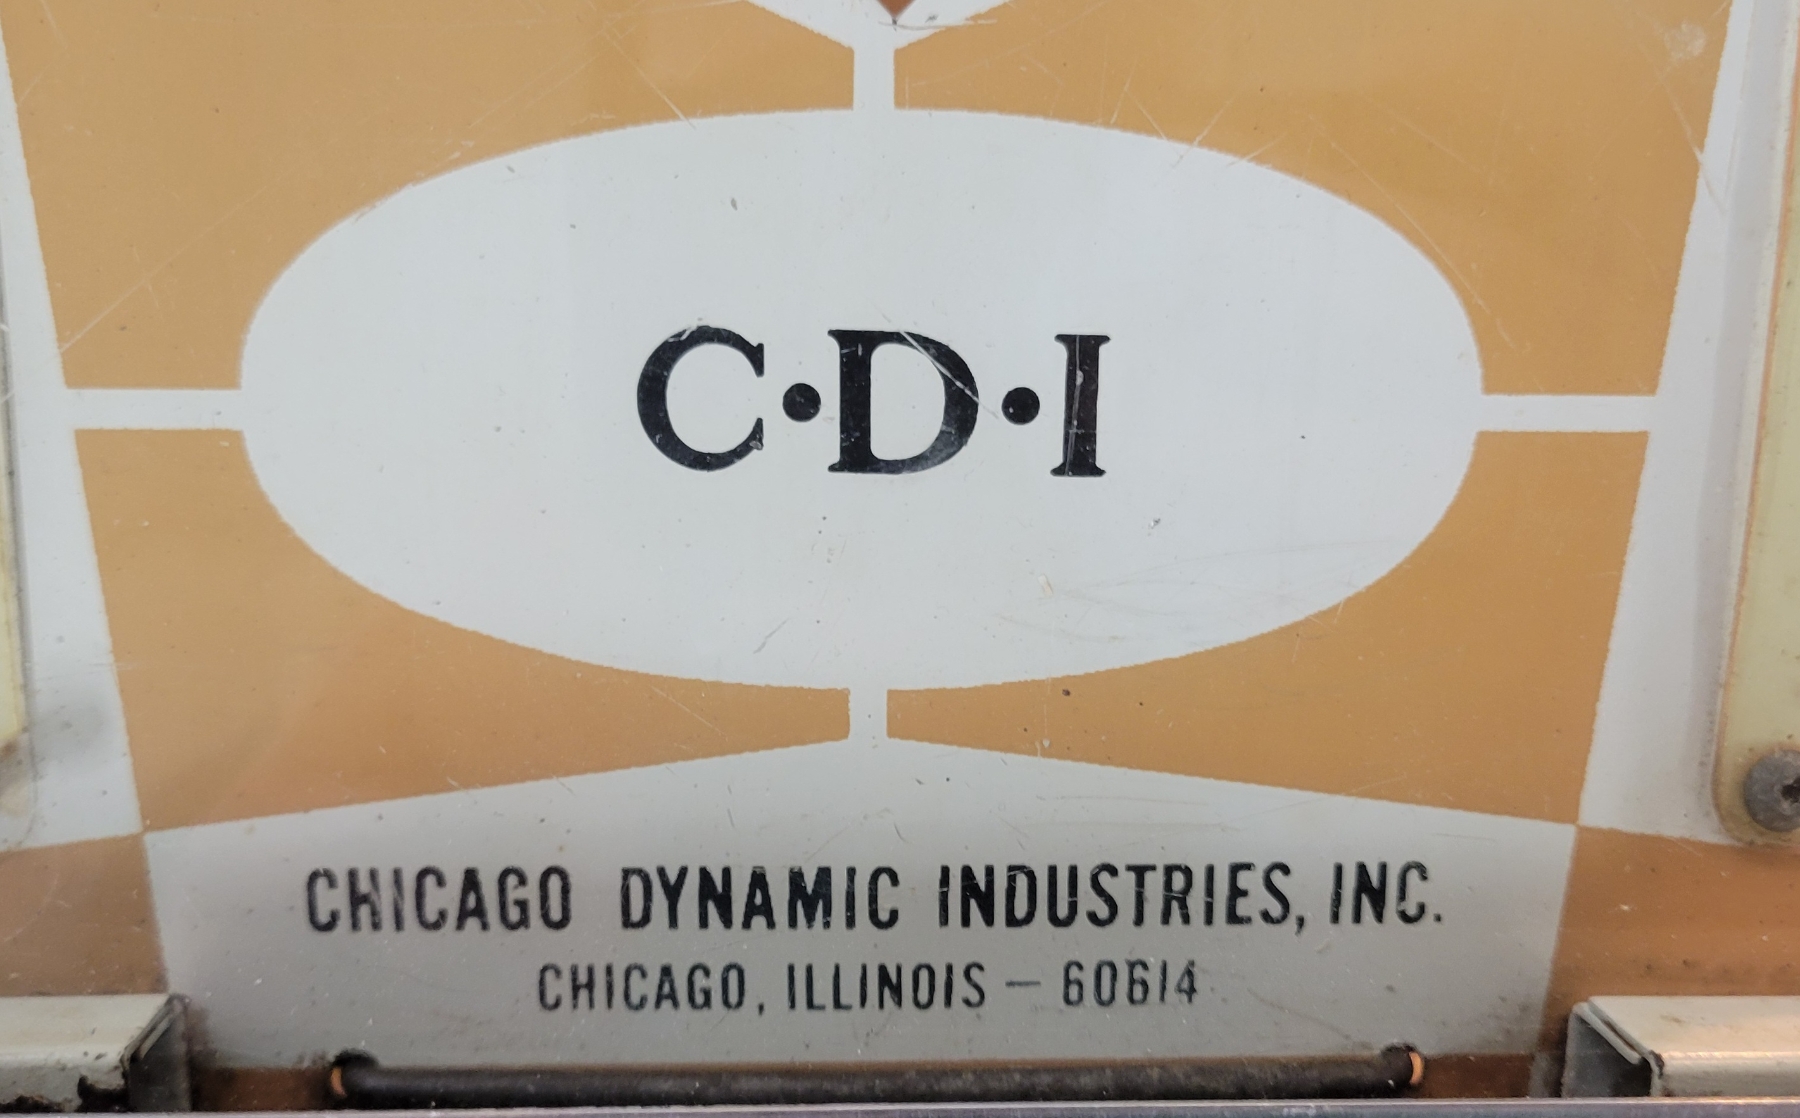 C·D·I
CHICAGO DYNAMIC INDUSTRIES, INC.
CHICAGO, ILLINOIS — 60614